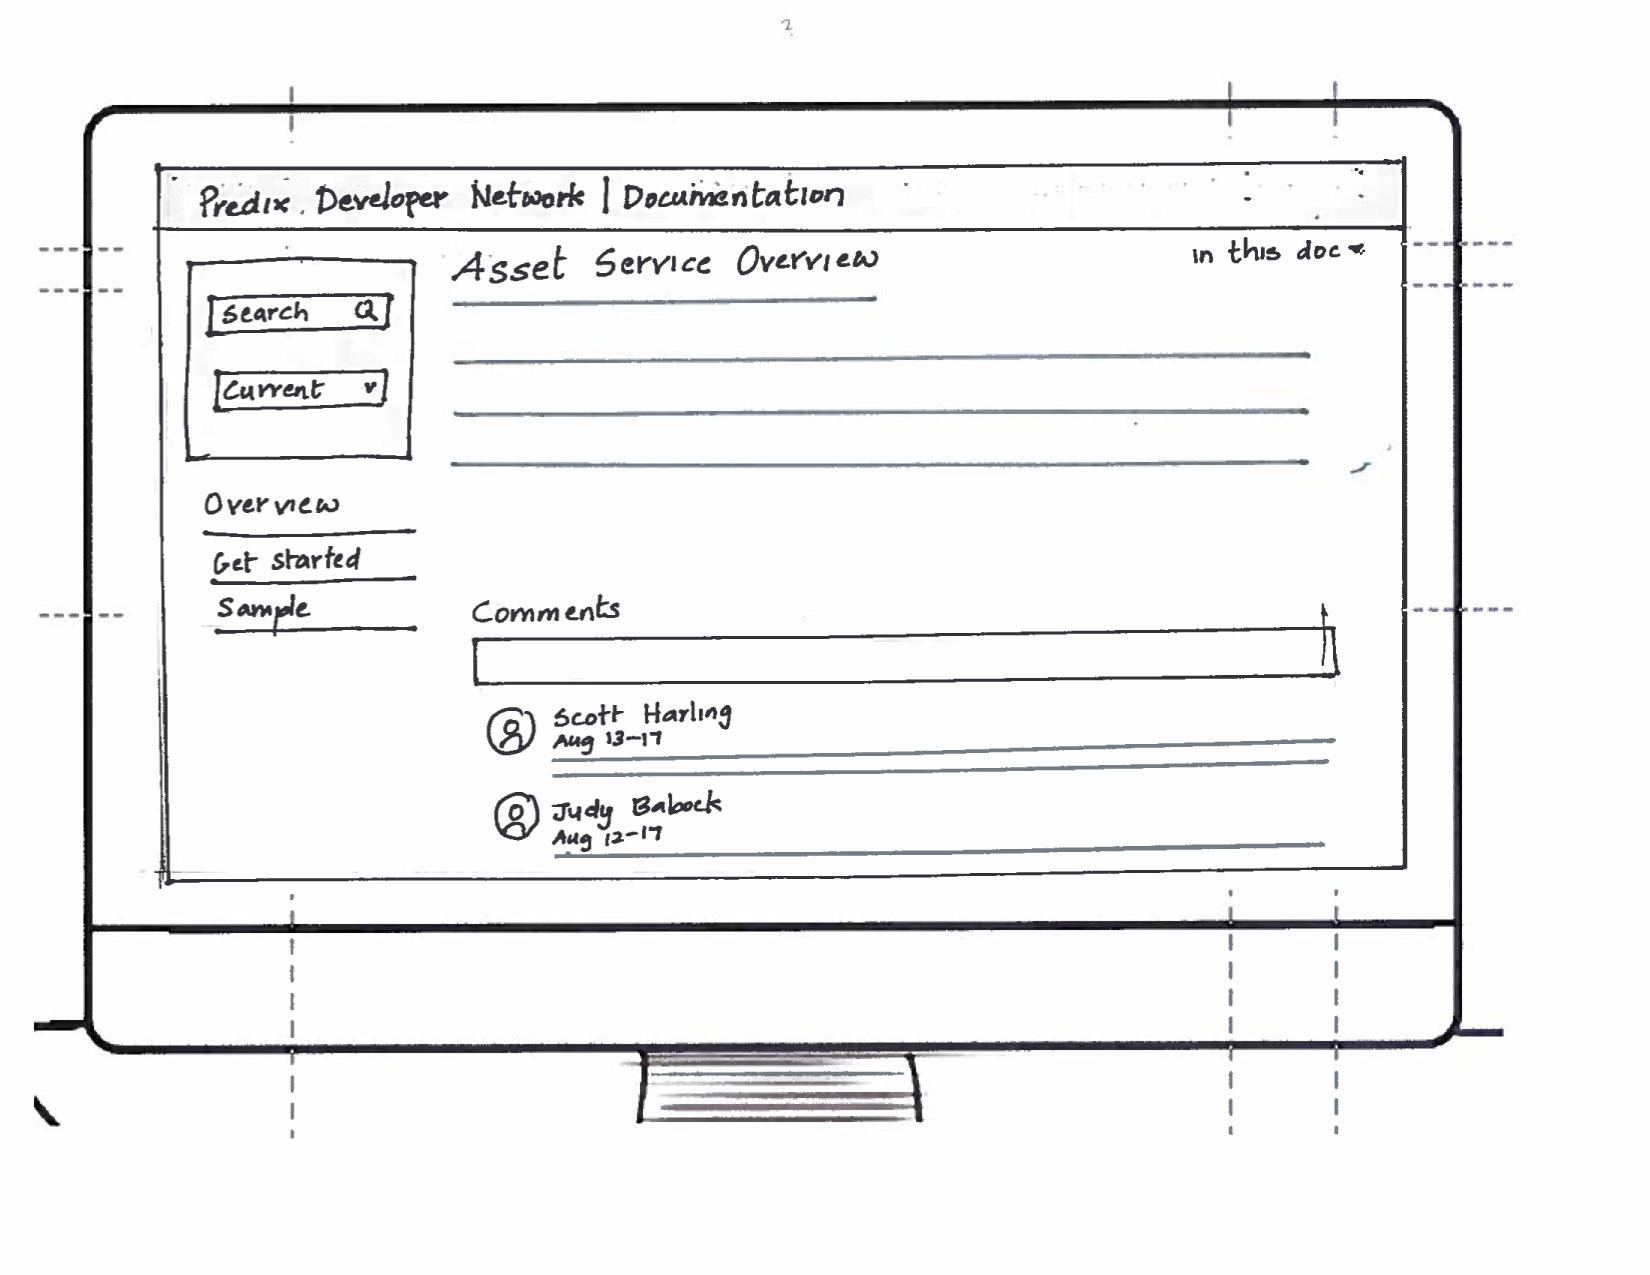 2
Predix. Developer Network | Documentation
Asset Service Overview
in this doc
Search
Current
Overview
Get started
Sample
Comments
Scott Harling
Aug 13-17
Judy Babock
Aug 12-17